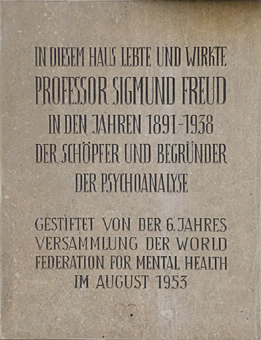 IN DIESEM HAUS LEBTE UND WIRKTE
PROFESSOR SIGMUND FREUD
IN DEN JAHREN 1891-1938
DER SCHÖPFER UND BEGRÜNDER
DER PSYCHOANALYSE
GESTIFTET VON DER 6. JAHRES
VERSAMMLUNG DER WORLD
FEDERATION FOR MENTAL HEALTH
IM AUGUST 1953